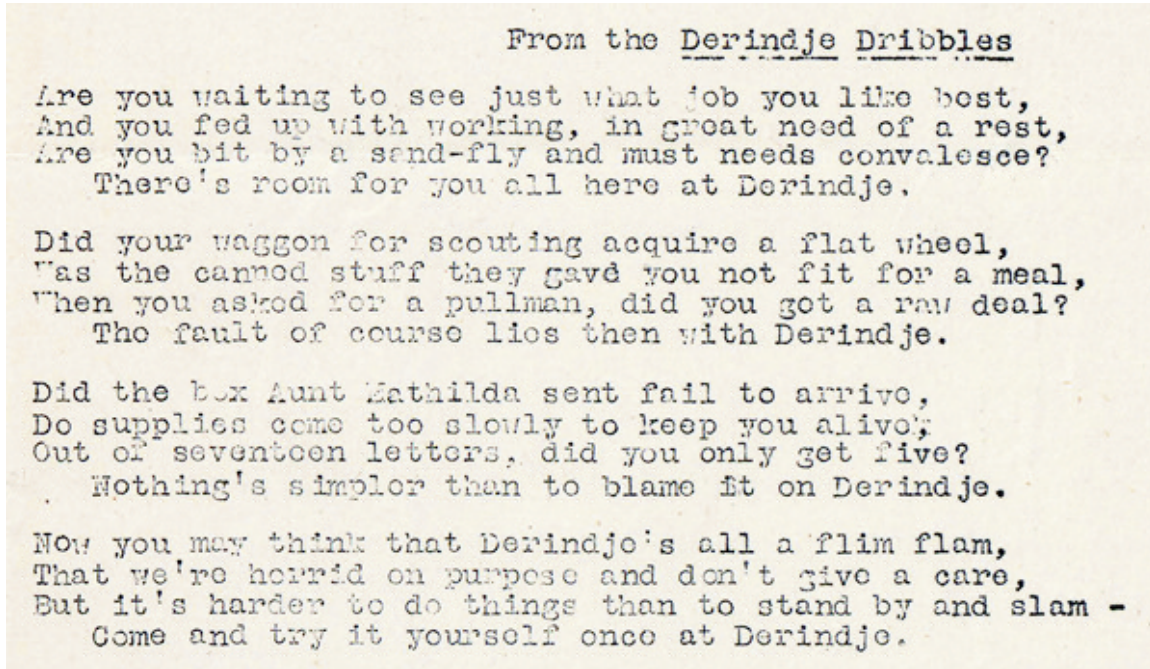 From the Derindje Dribbles
Are you waiting to see just what job you like best,
And you fed up with working, in great need of a rest,
Are you bit by a sand-fly and must needs convalesce?
There's room for you all here at Derindje.
Did your waggon for scouting acquire a flat wheel,
Was the canned stuff they gavd you not fit for a meal,
When you asked for a pullman, did you get a raw deal?
The fault of course lies then with Derindje.
Did the box Aunt Mathilda sent fail to arrive,
Do supplies come too slowly to keep you alive,
Out of seventeen letters, did you only get five?
Nothing's simpler than to blame it on Derindje.
Now you may think that Derindje's all a flim flam,
That we're horrid on purpose and don't give a care,
But it's harder to do things than to stand by and slam -
Come and try it yourself once at Derindje.